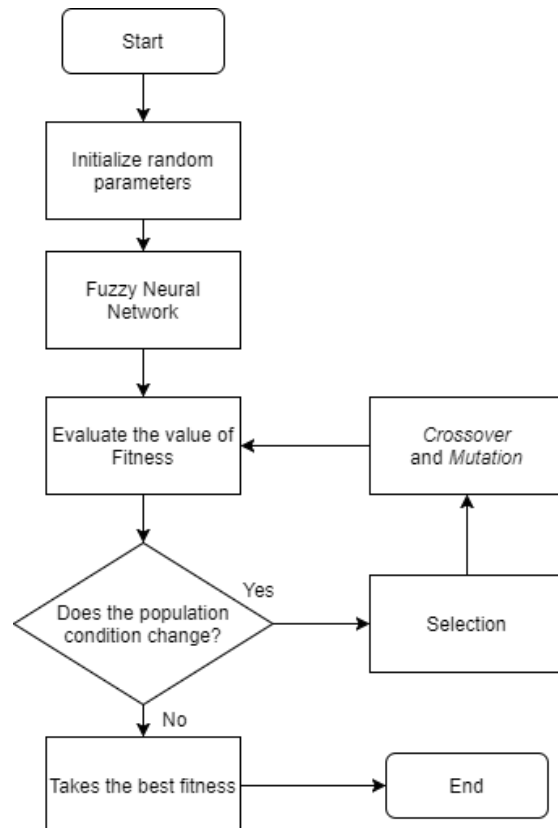 Start
Initialize random
parameters
Fuzzy Neural
Network
Evaluate the value of
Fitness
Crossover
and Mutation
Yes
Does the population
condition change?
Selection
No
Takes the best fitness
End